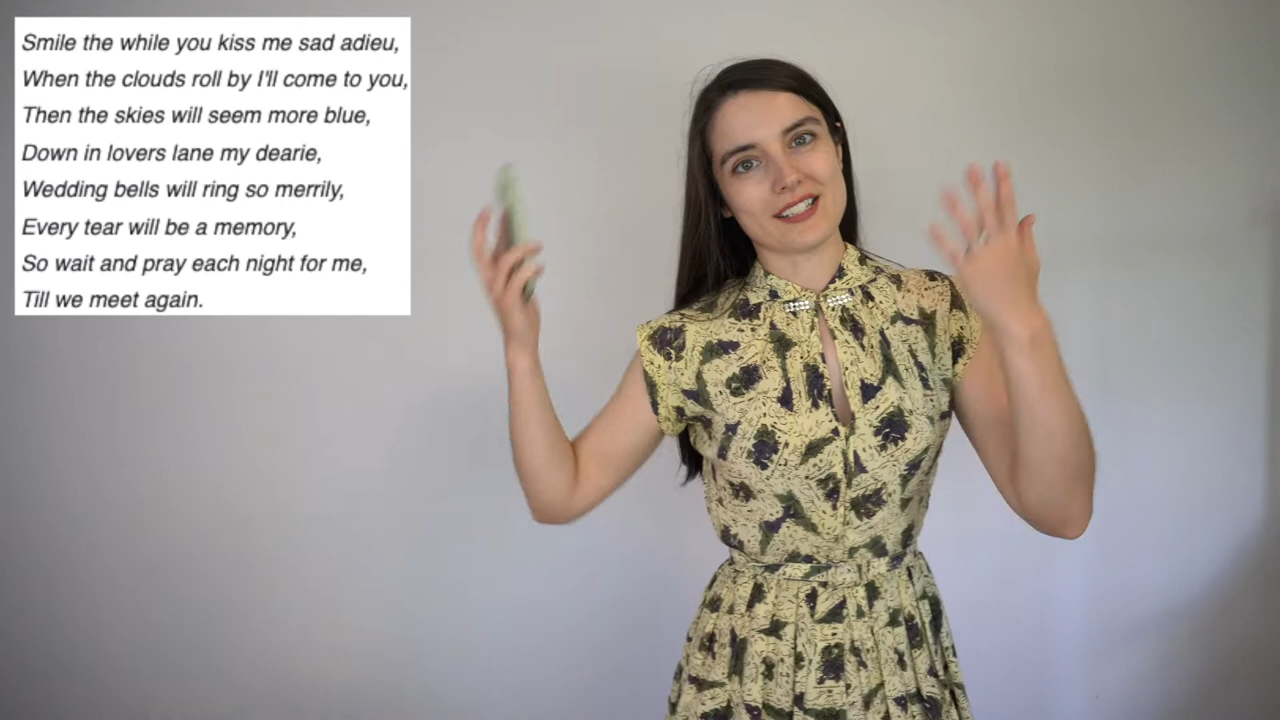 Smile the while you kiss me sad adieu,
When the clouds roll by I'll come to you,
Then the skies will seem more blue,
Down in lovers lane my dearie,
Wedding bells will ring so merrily,
Every tear will be a memory,
So wait and pray each night for me,
Till we meet again.